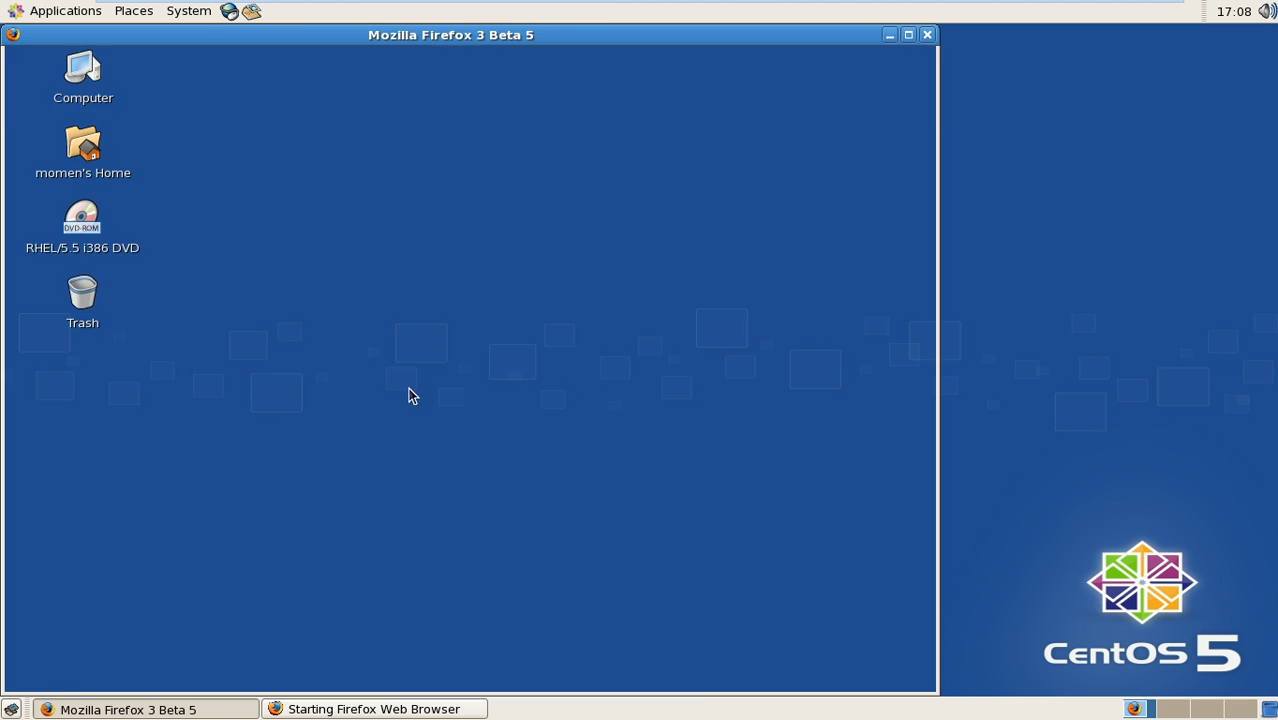 Applications Places System 17:08
Mozilla Firefox 3 Beta 5
Computer
momen's Home
DVD-ROM
RHEL/5.5 i386 DVD
Trash
CentOS 5
Mozilla Firefox 3 Beta 5 Starting Firefox Web Browser